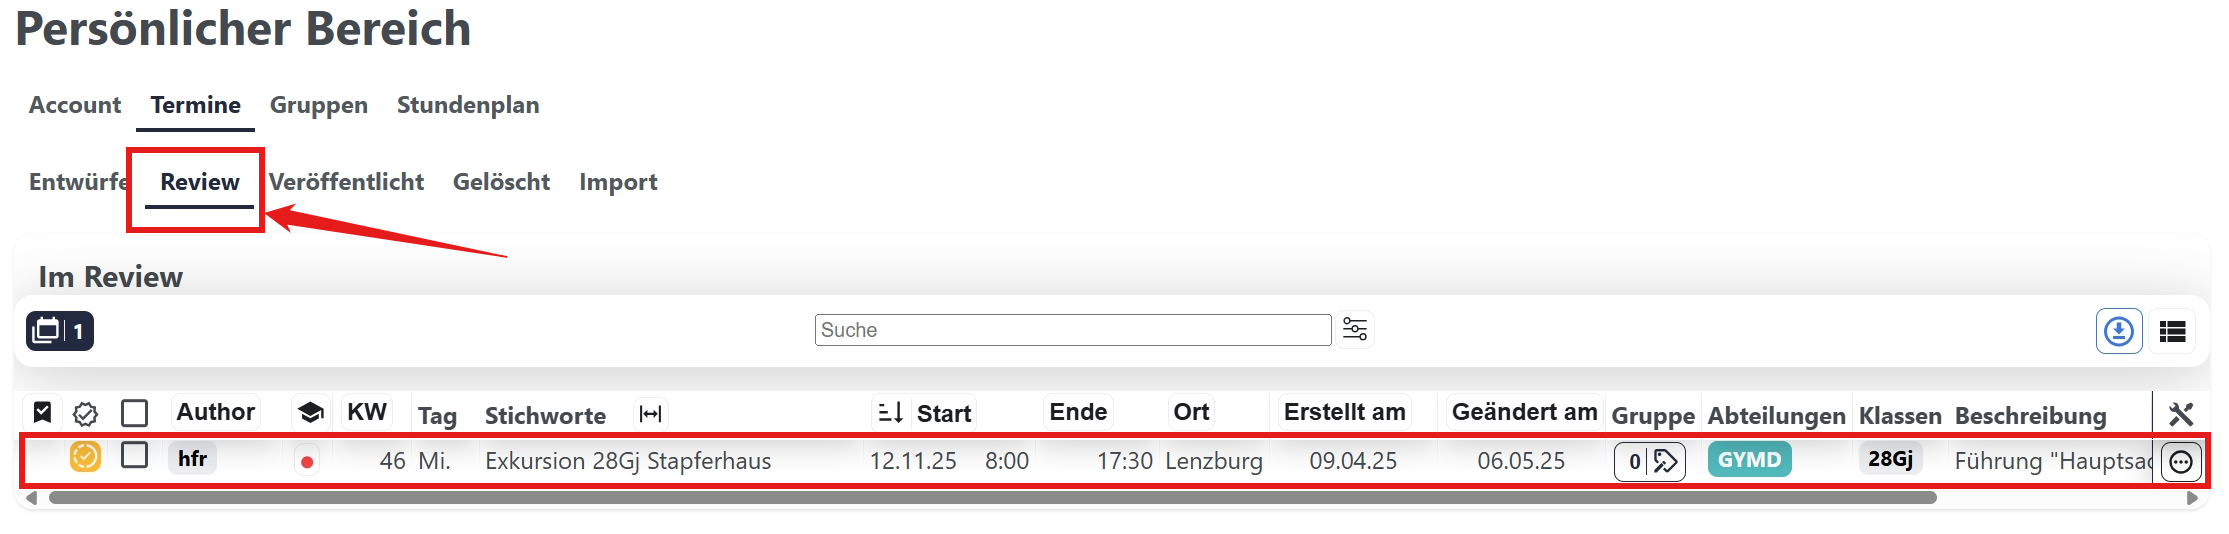 Persönlicher Bereich
Account Termine Gruppen Stundenplan
Entwürfe Review Veröffentlicht Gelöscht Import
Im Review
1 Suche
Author KW Tag Stichworte Start Ende Ort Erstellt am Geändert am Gruppe Abteilungen Klassen Beschreibung
hfr 46 Mi. Exkursion 28Gj Stapferhaus 12.11.25 8:00 17:30 Lenzburg 09.04.25 06.05.25 0 GYMD 28Gj Führung "Hauptsac